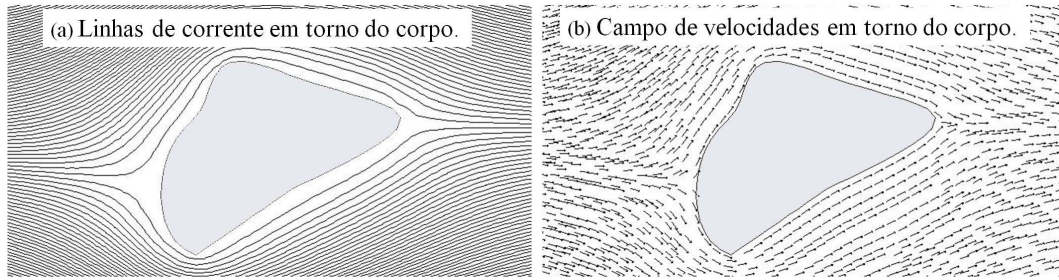 (a) Linhas de corrente em torno do corpo.
(b) Campo de velocidades em torno do corpo.